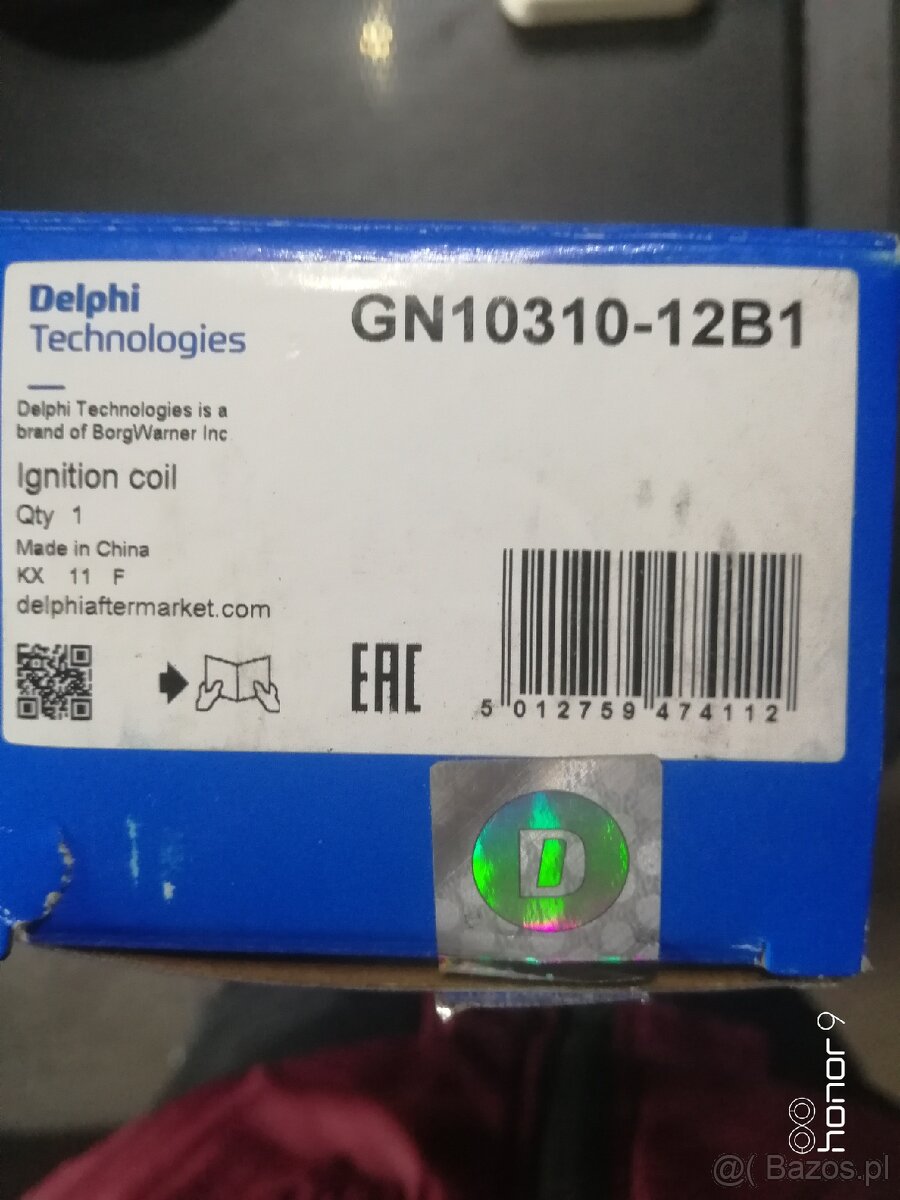 Delphi
Technologies
GN10310-12B1
Delphi Technologies is a
brand of BorgWarner Inc
Ignition coil
Qty 1
Made in China
KX 11 F
delphiaftermarket.com
EAC
5 012759 474112
D
honor 9
@( Bazos.pl